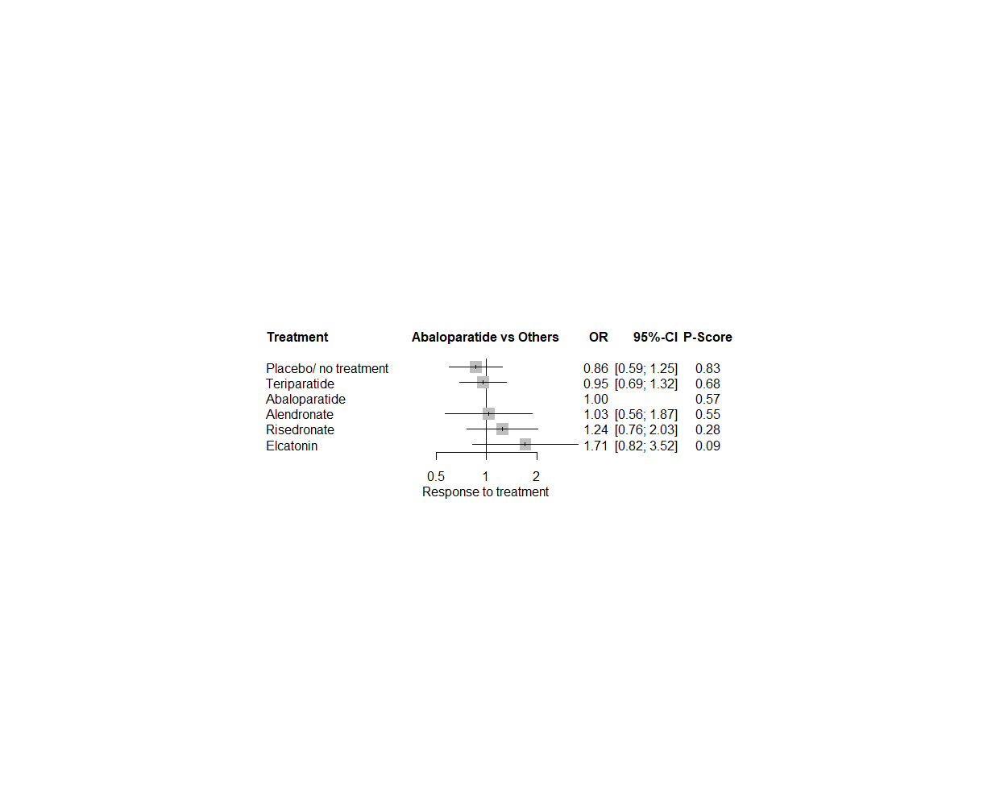 Treatment Abaloparatide vs Others OR 95%-CI P-Score
Placebo/ no treatment 0.86 [0.59; 1.25] 0.83
Teriparatide 0.95 [0.69; 1.32] 0.68
Abaloparatide 1.00 0.57
Alendronate 1.03 [0.56; 1.87] 0.55
Risedronate 1.24 [0.76; 2.03] 0.28
Elcatonin 1.71 [0.82; 3.52] 0.09
0.5 1 2
Response to treatment